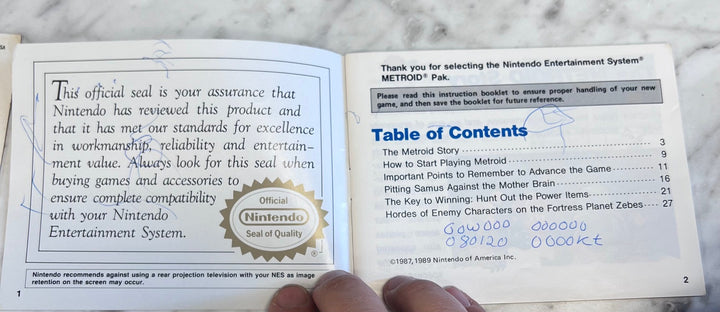 This official seal is your assurance that
Nintendo has reviewed this product and
that it has met our standards for excellence
in workmanship, reliability and entertain-
ment value. Always look for this seal when
buying games and accessories to
ensure complete compatibility
with your Nintendo
Entertainment System.
Official
Nintendo
Seal of Quality
®
Nintendo recommends against using a rear projection television with your NES as image
retention on the screen may occur.
1
Thank you for selecting the Nintendo Entertainment System®
METROID® Pak.
Please read this instruction booklet to ensure proper handling of your new
game, and then save the booklet for future reference.
Table of Contents
The Metroid Story 3
How to Start Playing Metroid 9
Important Points to Remember to Advance the Game 11
Pitting Samus Against the Mother Brain 16
The Key to Winning: Hunt Out the Power Items 21
Hordes of Enemy Characters on the Fortress Planet Zebes 27
GoW000 000000
080120 0000Kt
©1987, 1989 Nintendo of America Inc.
2